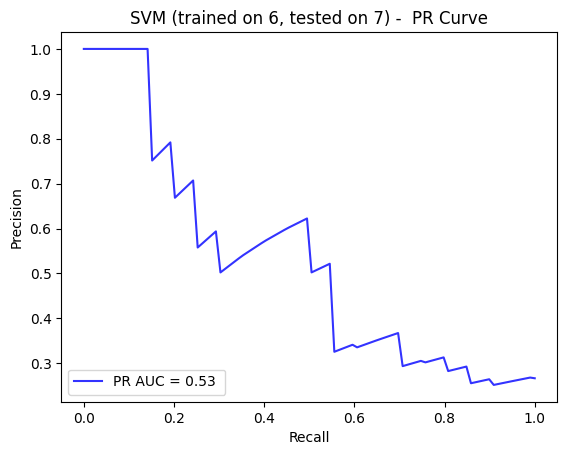 SVM (trained on 6, tested on 7) -  PR Curve
1.0
0.9
0.8
0.7
0.6
0.5
0.4
0.3
Precision
PR AUC = 0.53
0.0 0.2 0.4 0.6 0.8 1.0
Recall